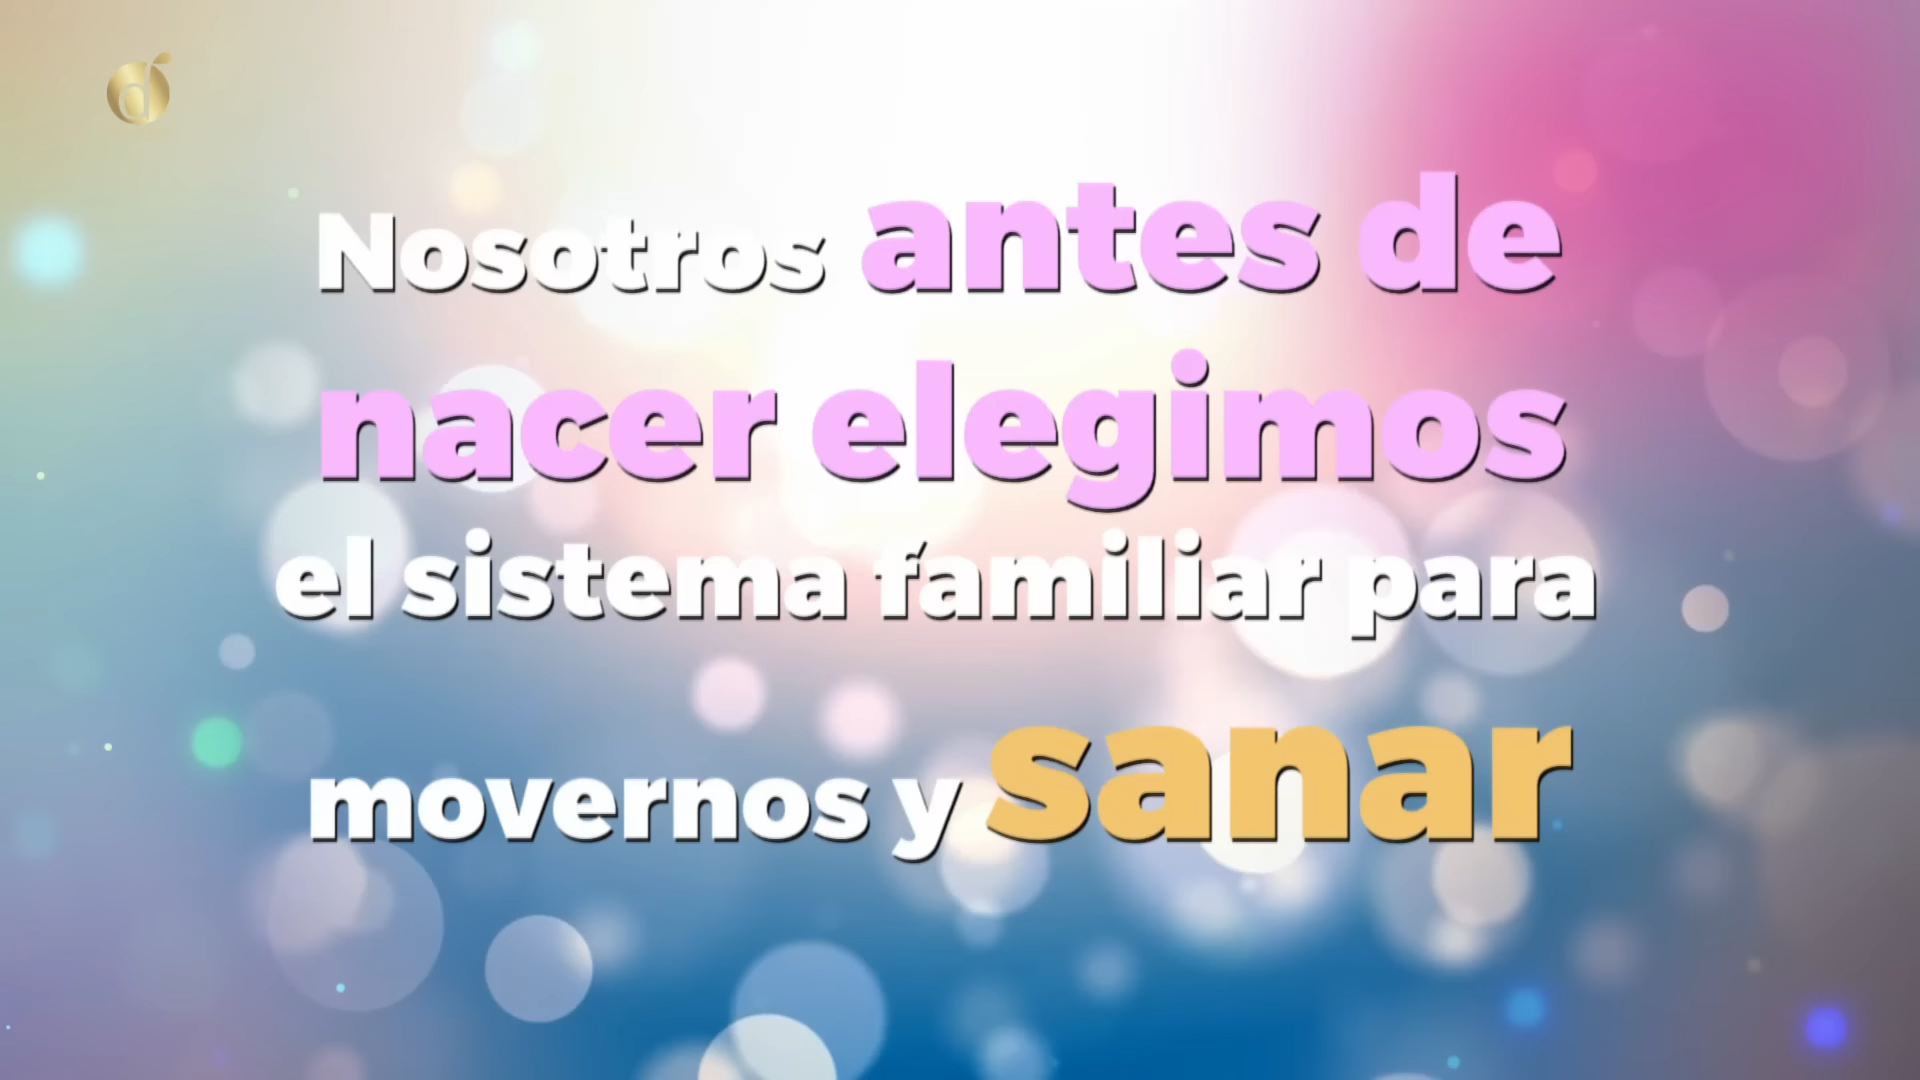 Nosotros antes de
nacer elegimos
el sistema familiar para
movernos y sanar